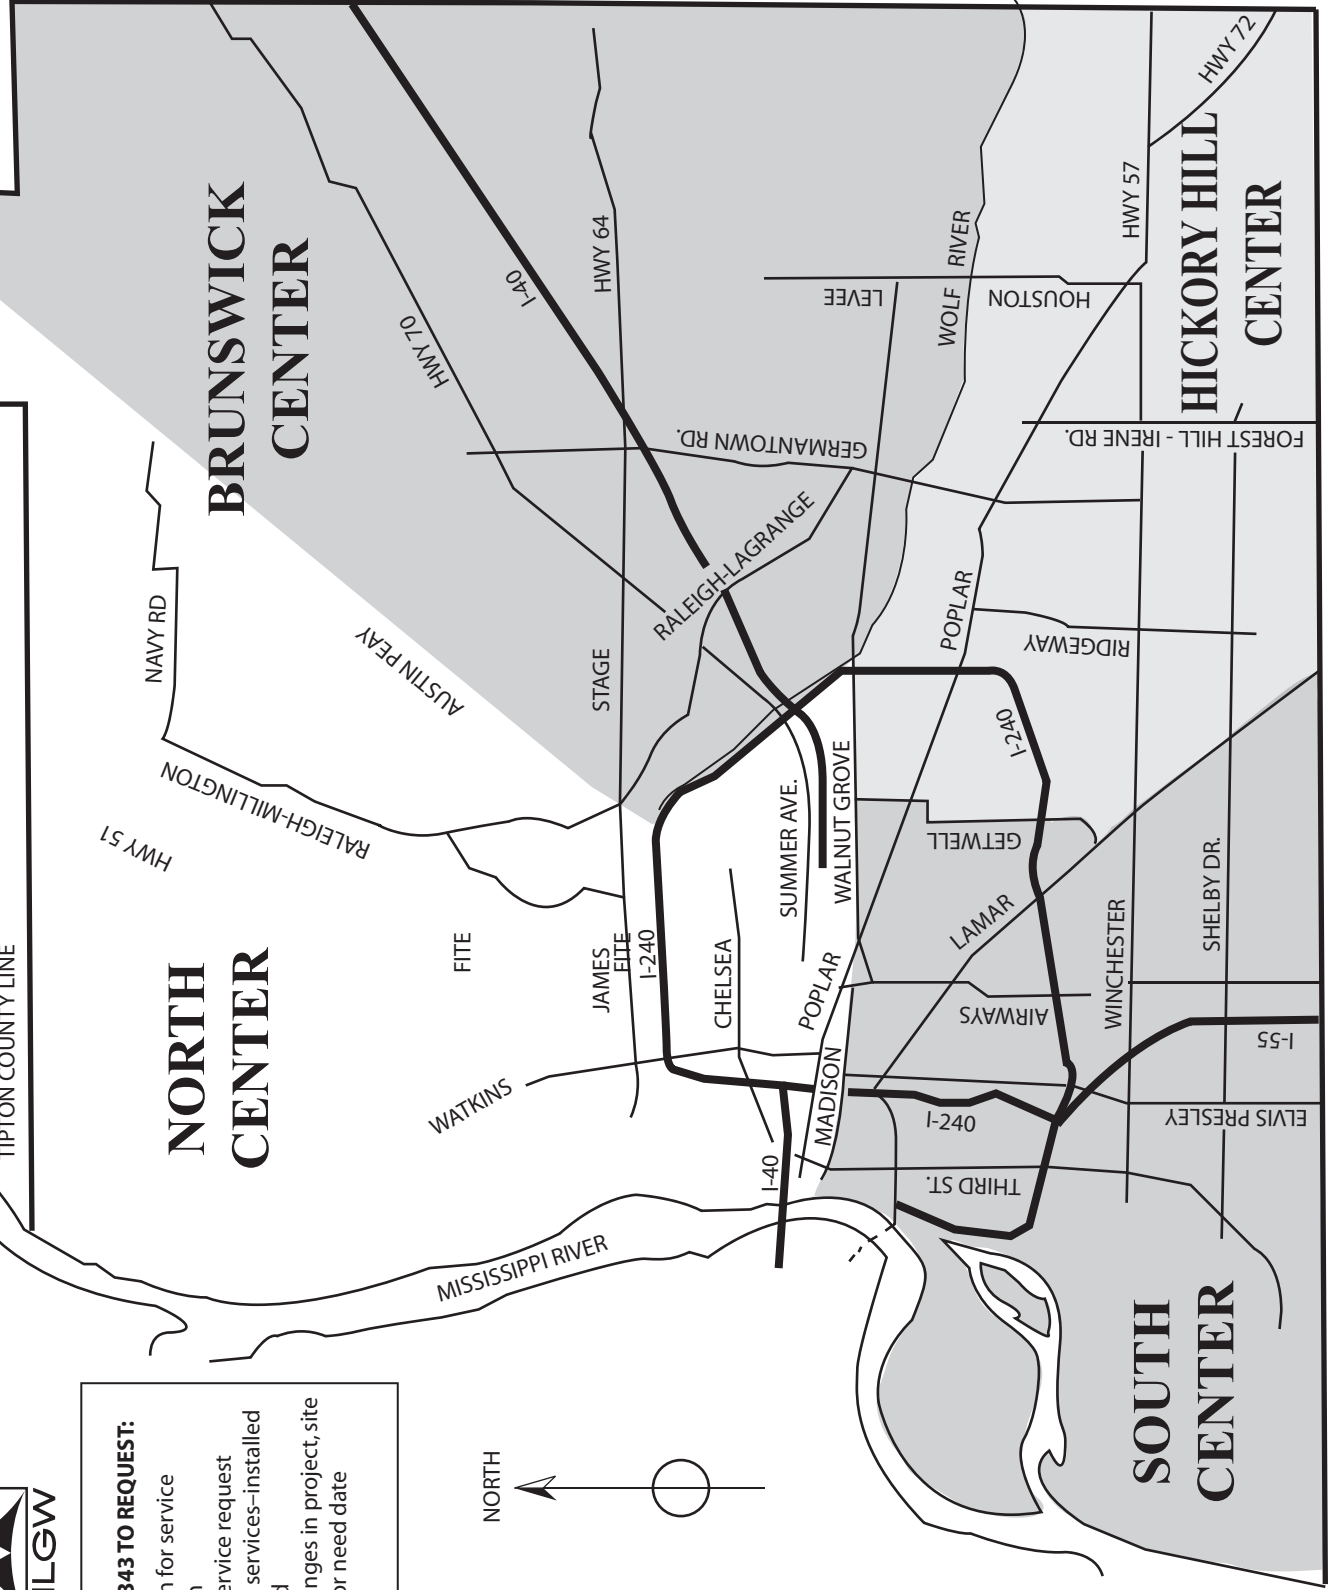 TIPTON COUNTY LINE
BRUNSWICK
CENTER
NORTH
CENTER
HICKORY HILL
CENTER
SOUTH
CENTER
NAVY RD
AUSTIN PEAY
RALEIGH-MILLINGTON
HWY 51
HWY 70
I-40
HWY 64
STAGE
FITE
JAMES
FITE
I-240
WATKINS
CHELSEA
SUMMER AVE.
WALNUT GROVE
RALEIGH-LAGRANGE
GERMANTOWN RD.
LEVEE
WOLF RIVER
HOUSTON
HWY 57
HWY 72
FOREST HILL - IRENE RD.
POPLAR
RIDGEWAY
I-240
GETWELL
LAMAR
POPLAR
AIRWAYS
WINCHESTER
SHELBY DR.
MADISON
I-240
I-55
ELVIS PRESLEY
THIRD ST.
I-40
MISSISSIPPI RIVER
NORTH
LGW
343 TO REQUEST:
for service
service request
services–installed
nges in project, site
or need date